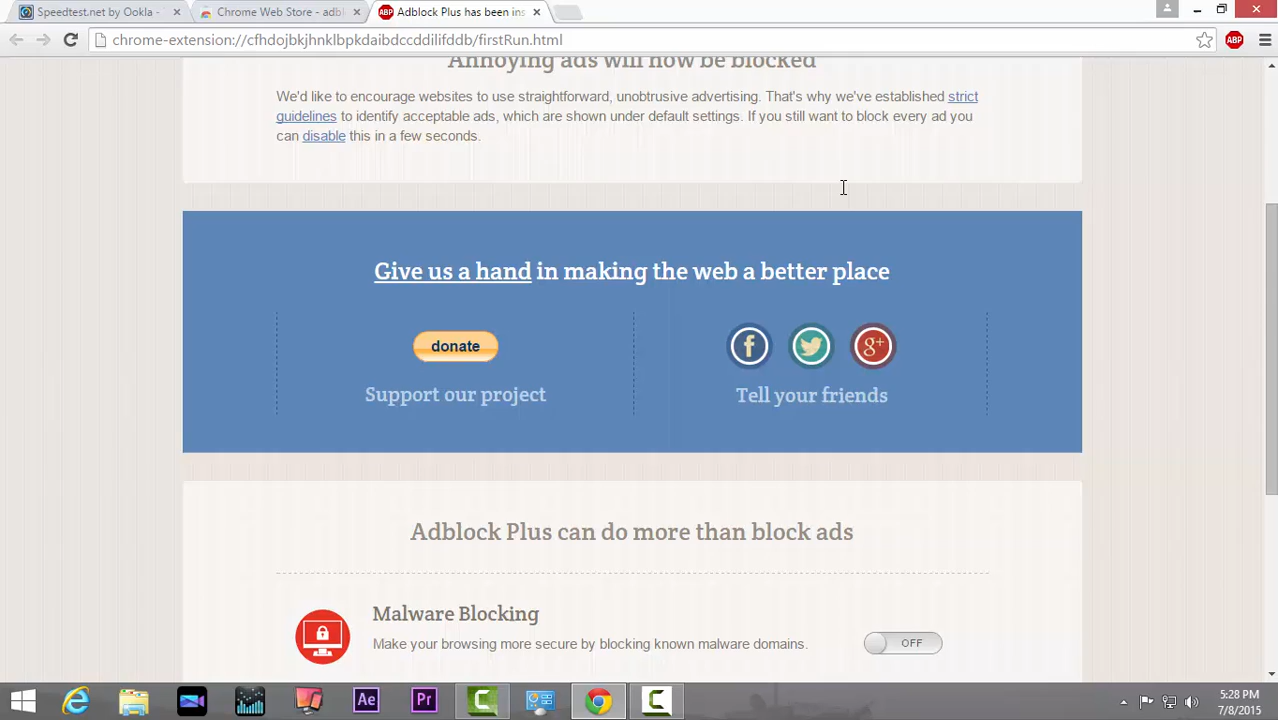 Speedtest.net by Ookla -
Chrome Web Store - adb
Adblock Plus has been ins
chrome-extension://cfhdojbkjhnklbpkdaibdccddilifddb/firstRun.html
ABP
Annoying ads will now be blocked
We'd like to encourage websites to use straightforward, unobtrusive advertising. That's why we've established strict
guidelines to identify acceptable ads, which are shown under default settings. If you still want to block every ad you
can disable this in a few seconds.
Give us a hand in making the web a better place
donate
Support our project
Tell your friends
Adblock Plus can do more than block ads
Malware Blocking
Make your browsing more secure by blocking known malware domains.
OFF
Ae
Pr
5:28 PM
7/8/2015